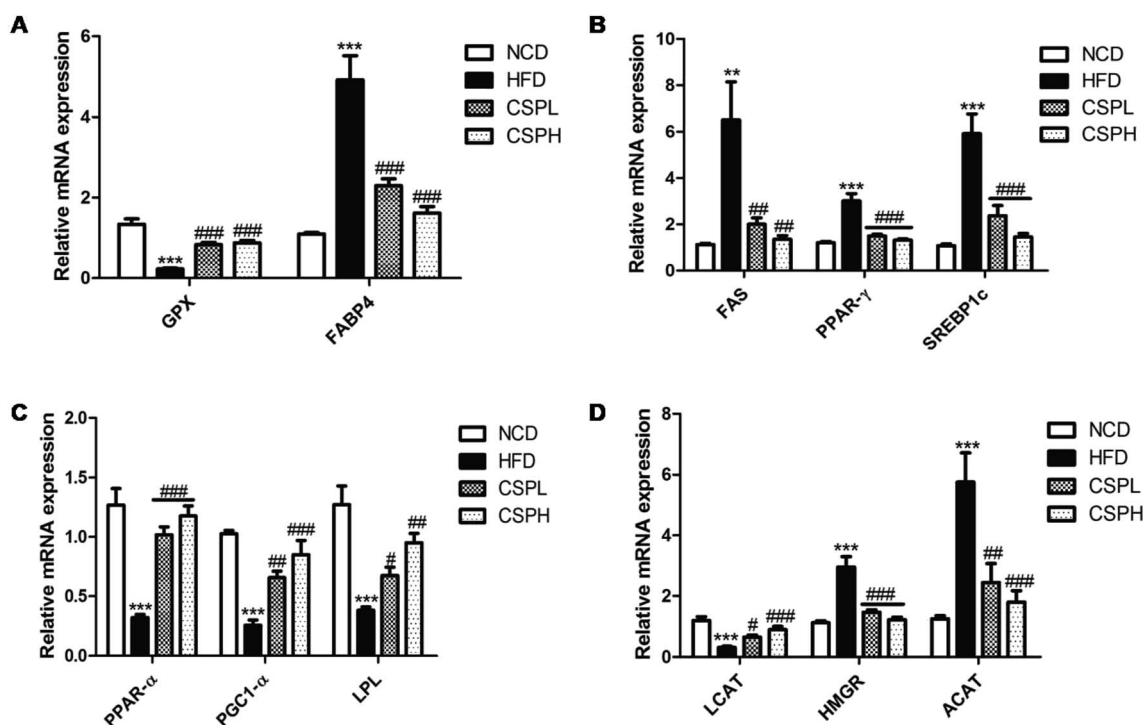 A
Relative mRNA expression
6
4
2
0
***
###
###
***
###
###
GPX
FABP4
NCD
HFD
CSPL
CSPH
B
Relative mRNA expression
10
8
6
4
2
0
**
##
##
***
###
***
###
FAS
PPAR-γ
SREBP1c
NCD
HFD
CSPL
CSPH
C
Relative mRNA expression
2.0
1.5
1.0
0.5
0.0
***
###
***
##
###
***
#
##
PPAR-α
PGC1-α
LPL
NCD
HFD
CSPL
CSPH
D
Relative mRNA expression
8
6
4
2
0
***
#
###
***
###
***
##
###
LCAT
HMGR
ACAT
NCD
HFD
CSPL
CSPH